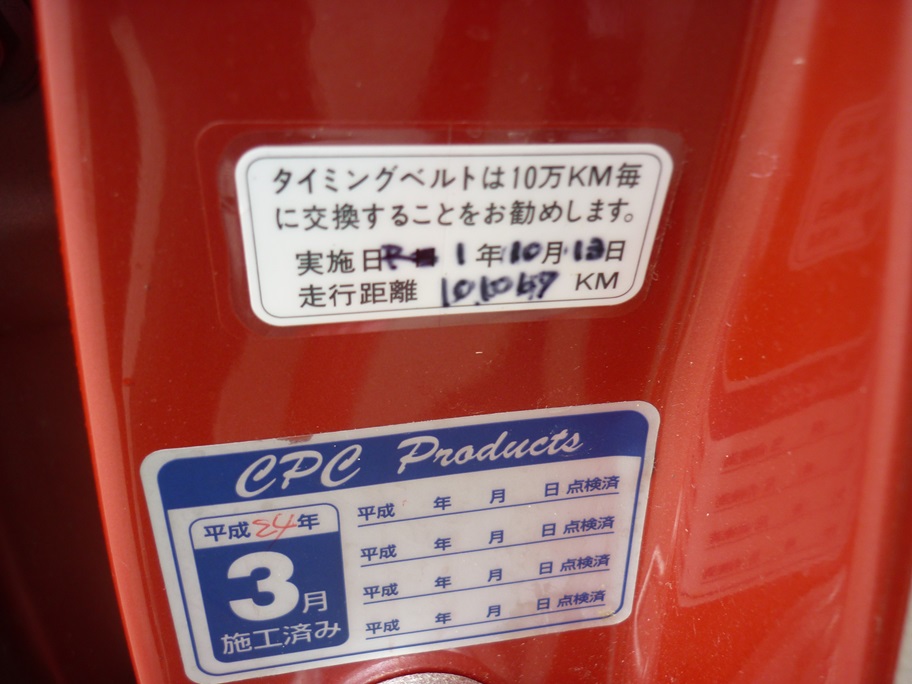 タイミングベルトは10万KM毎
に交換することをお勧めします。
実施日 R 1年10月13日
走行距離 101069 KM
CPC Products
平成24年
3月
施工済み
平成 年 月 日 点検済
平成 年 月 日 点検済
平成 年 月 日 点検済
平成 年 月 日 点検済